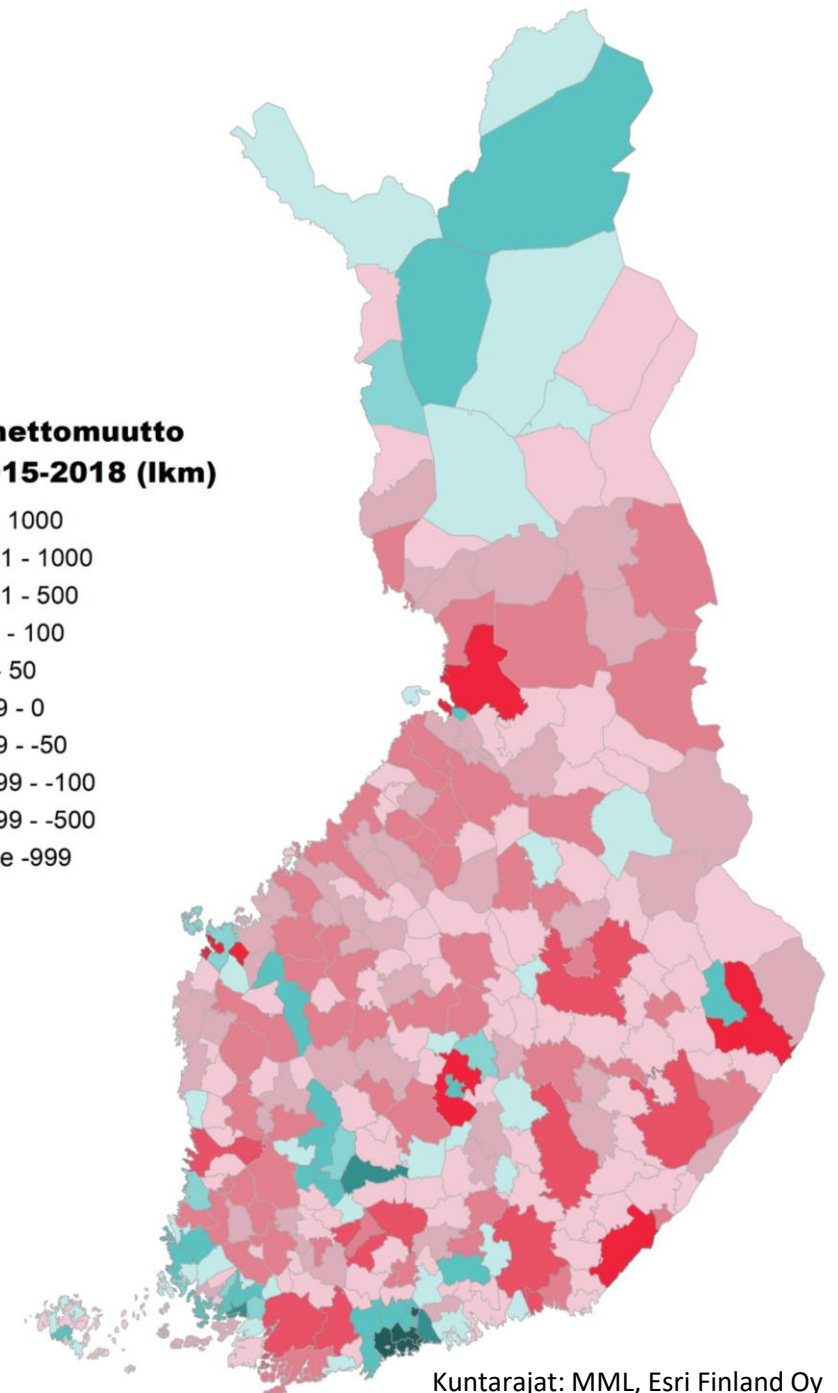 nettomuutto
15-2018 (lkm)
1000
1 - 1000
1 - 500
- 100
50
9 - 0
9 - -50
99 - -100
99 - -500
e -999
Kuntarajat: MML, Esri Finland Oy